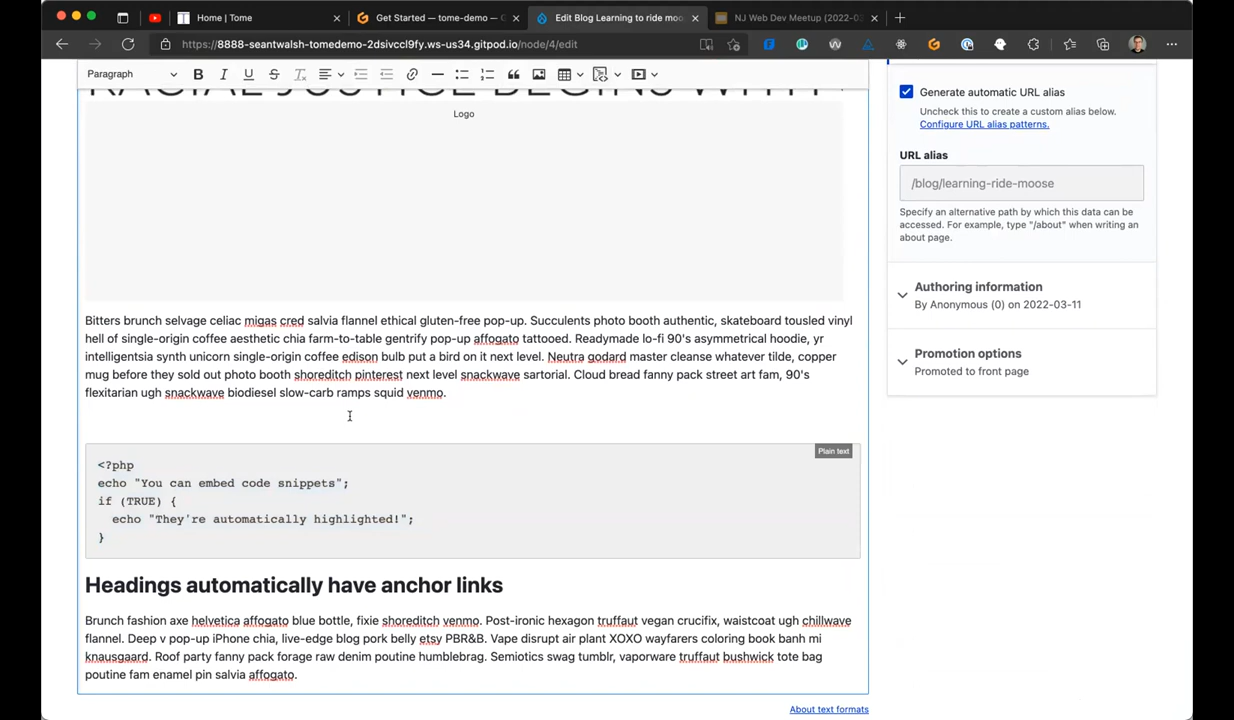 Home | Tome
Get Started — tome-demo — G
Edit Blog Learning to ride moo
NJ Web Dev Meetup (2022-03
https://8888-seantwalsh-tomedemo-2dsivccl9fy.ws-us34.gitpod.io/node/4/edit
Paragraph
RACIAL JUSTICE BEGINS WITH
Logo
Bitters brunch selvage celiac migas cred salvia flannel ethical gluten-free pop-up. Succulents photo booth authentic, skateboard tousled vinyl
hell of single-origin coffee aesthetic chia farm-to-table gentrify pop-up affogato tattooed. Readymade lo-fi 90's asymmetrical hoodie, yr
intelligentsia synth unicorn single-origin coffee edison bulb put a bird on it next level. Neutra godard master cleanse whatever tilde, copper
mug before they sold out photo booth shoreditch pinterest next level snackwave sartorial. Cloud bread fanny pack street art fam, 90's
flexitarian ugh snackwave biodiesel slow-carb ramps squid venmo.
Plain text
<?php
echo "You can embed code snippets";
if (TRUE) {
  echo "They're automatically highlighted!";
}
Headings automatically have anchor links
Brunch fashion axe helvetica affogato blue bottle, fixie shoreditch venmo. Post-ironic hexagon truffaut vegan crucifix, waistcoat ugh chillwave
flannel. Deep v pop-up iPhone chia, live-edge blog pork belly etsy PBR&B. Vape disrupt air plant XOXO wayfarers coloring book banh mi
knausgaard. Roof party fanny pack forage raw denim poutine humblebrag. Semiotics swag tumblr, vaporware truffaut bushwick tote bag
poutine fam enamel pin salvia affogato.
About text formats
Generate automatic URL alias
Uncheck this to create a custom alias below.
Configure URL alias patterns.
URL alias
/blog/learning-ride-moose
Specify an alternative path by which this data can be
accessed. For example, type "/about" when writing an
about page.
Authoring information
By Anonymous (0) on 2022-03-11
Promotion options
Promoted to front page